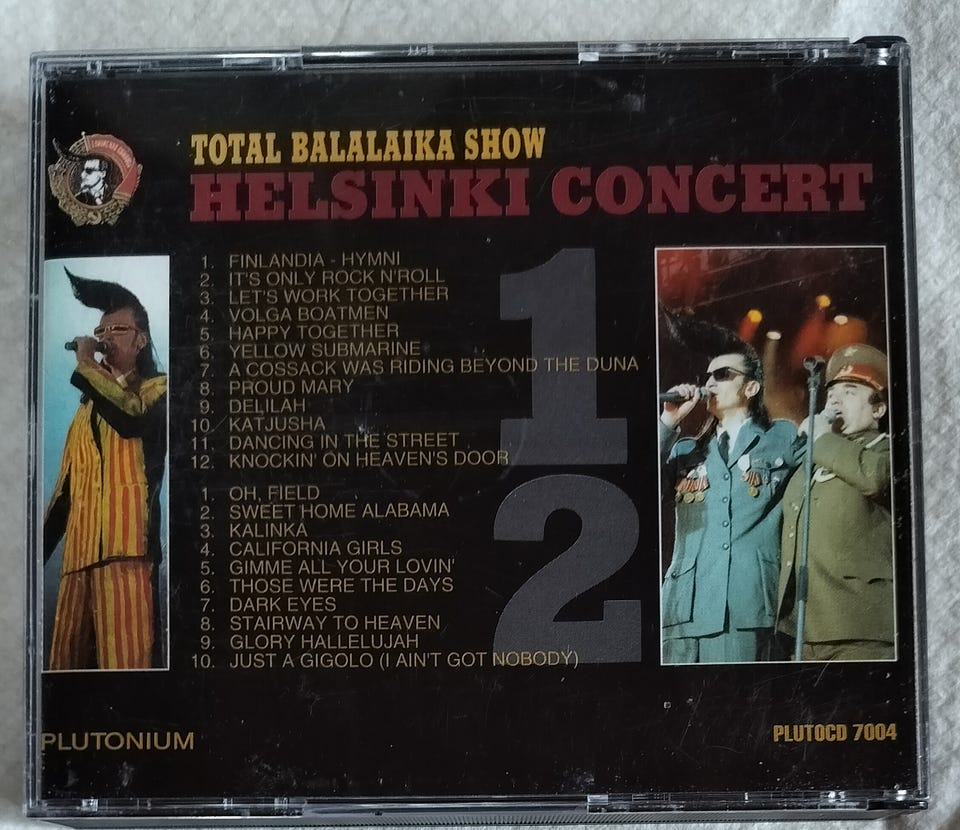 TOTAL BALALAIKA SHOW
HELSINKI CONCERT
1
1. FINLANDIA - HYMNI
2. IT'S ONLY ROCK N'ROLL
3. LET'S WORK TOGETHER
4. VOLGA BOATMEN
5. HAPPY TOGETHER
6. YELLOW SUBMARINE
7. A COSSACK WAS RIDING BEYOND THE DUNA
8. PROUD MARY
9. DELILAH
10. KATJUSHA
11. DANCING IN THE STREET
12. KNOCKIN' ON HEAVEN'S DOOR
2
1. OH, FIELD
2. SWEET HOME ALABAMA
3. KALINKA
4. CALIFORNIA GIRLS
5. GIMME ALL YOUR LOVIN'
6. THOSE WERE THE DAYS
7. DARK EYES
8. STAIRWAY TO HEAVEN
9. GLORY HALLELUJAH
10. JUST A GIGOLO (I AIN'T GOT NOBODY)
PLUTONIUM
PLUTOCD 7004